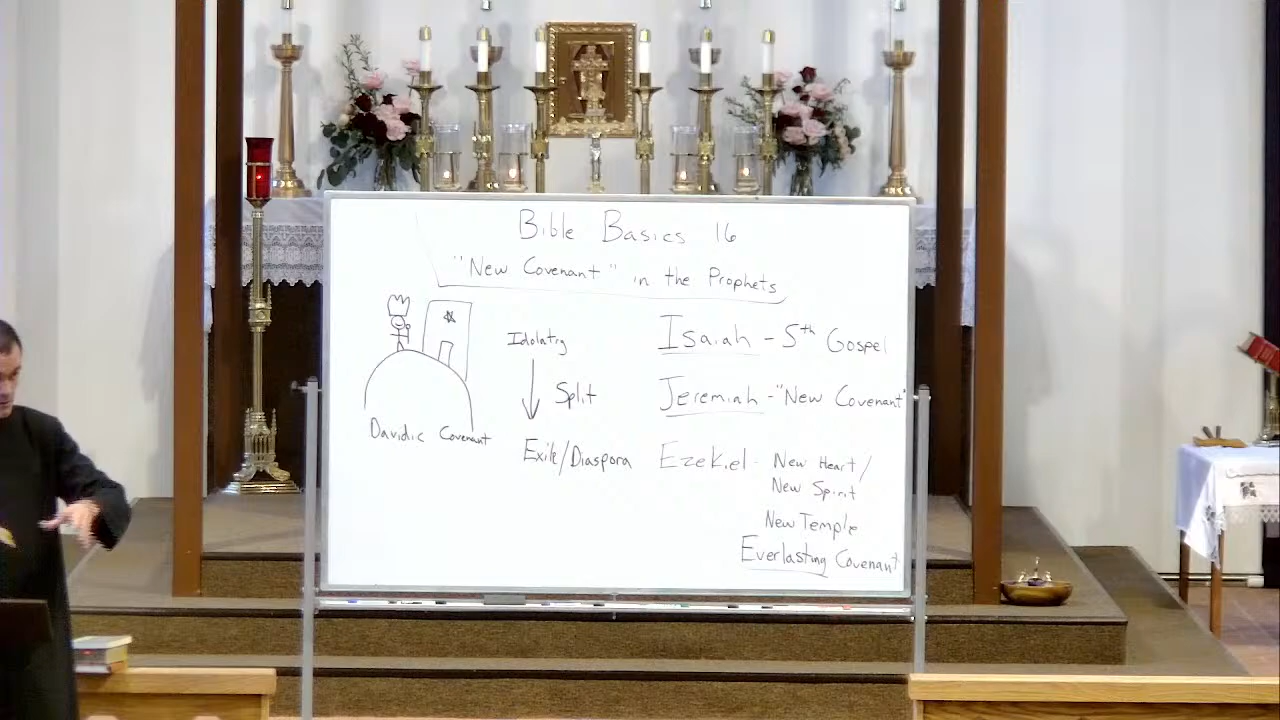 Bible Basics 16
"New Covenant" in the Prophets
Davidic Covenant
Idolatry
Split
Exile/Diaspora
Isaiah - 5th Gospel
Jeremiah - "New Covenant"
Ezekiel - New Heart/
New Spirit
New Temple
Everlasting Covenant